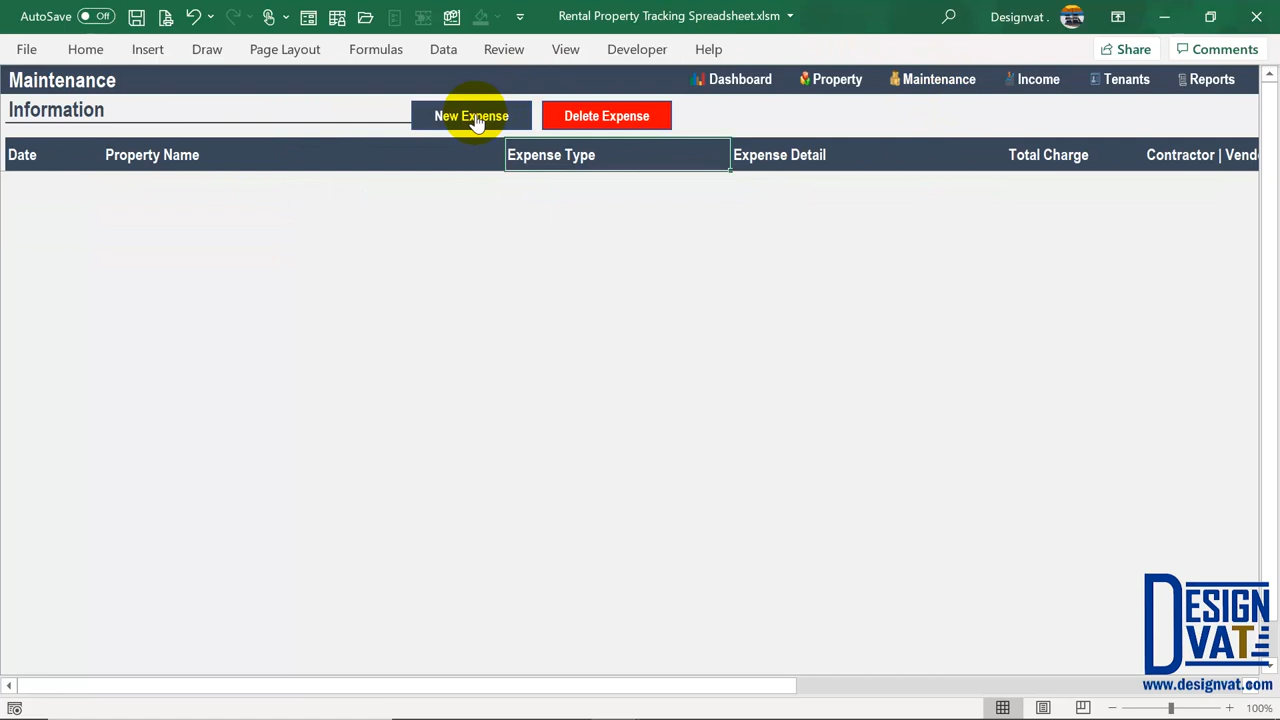 AutoSave Off Rental Property Tracking Spreadsheet.xlsm Designvat .
File Home Insert Draw Page Layout Formulas Data Review View Developer Help Share Comments
Maintenance Dashboard Property Maintenance Income Tenants Reports
Information New Expense Delete Expense
Date Property Name Expense Type Expense Detail Total Charge Contractor | Vend
DESIGN
VAT
www.designvat.com
100%